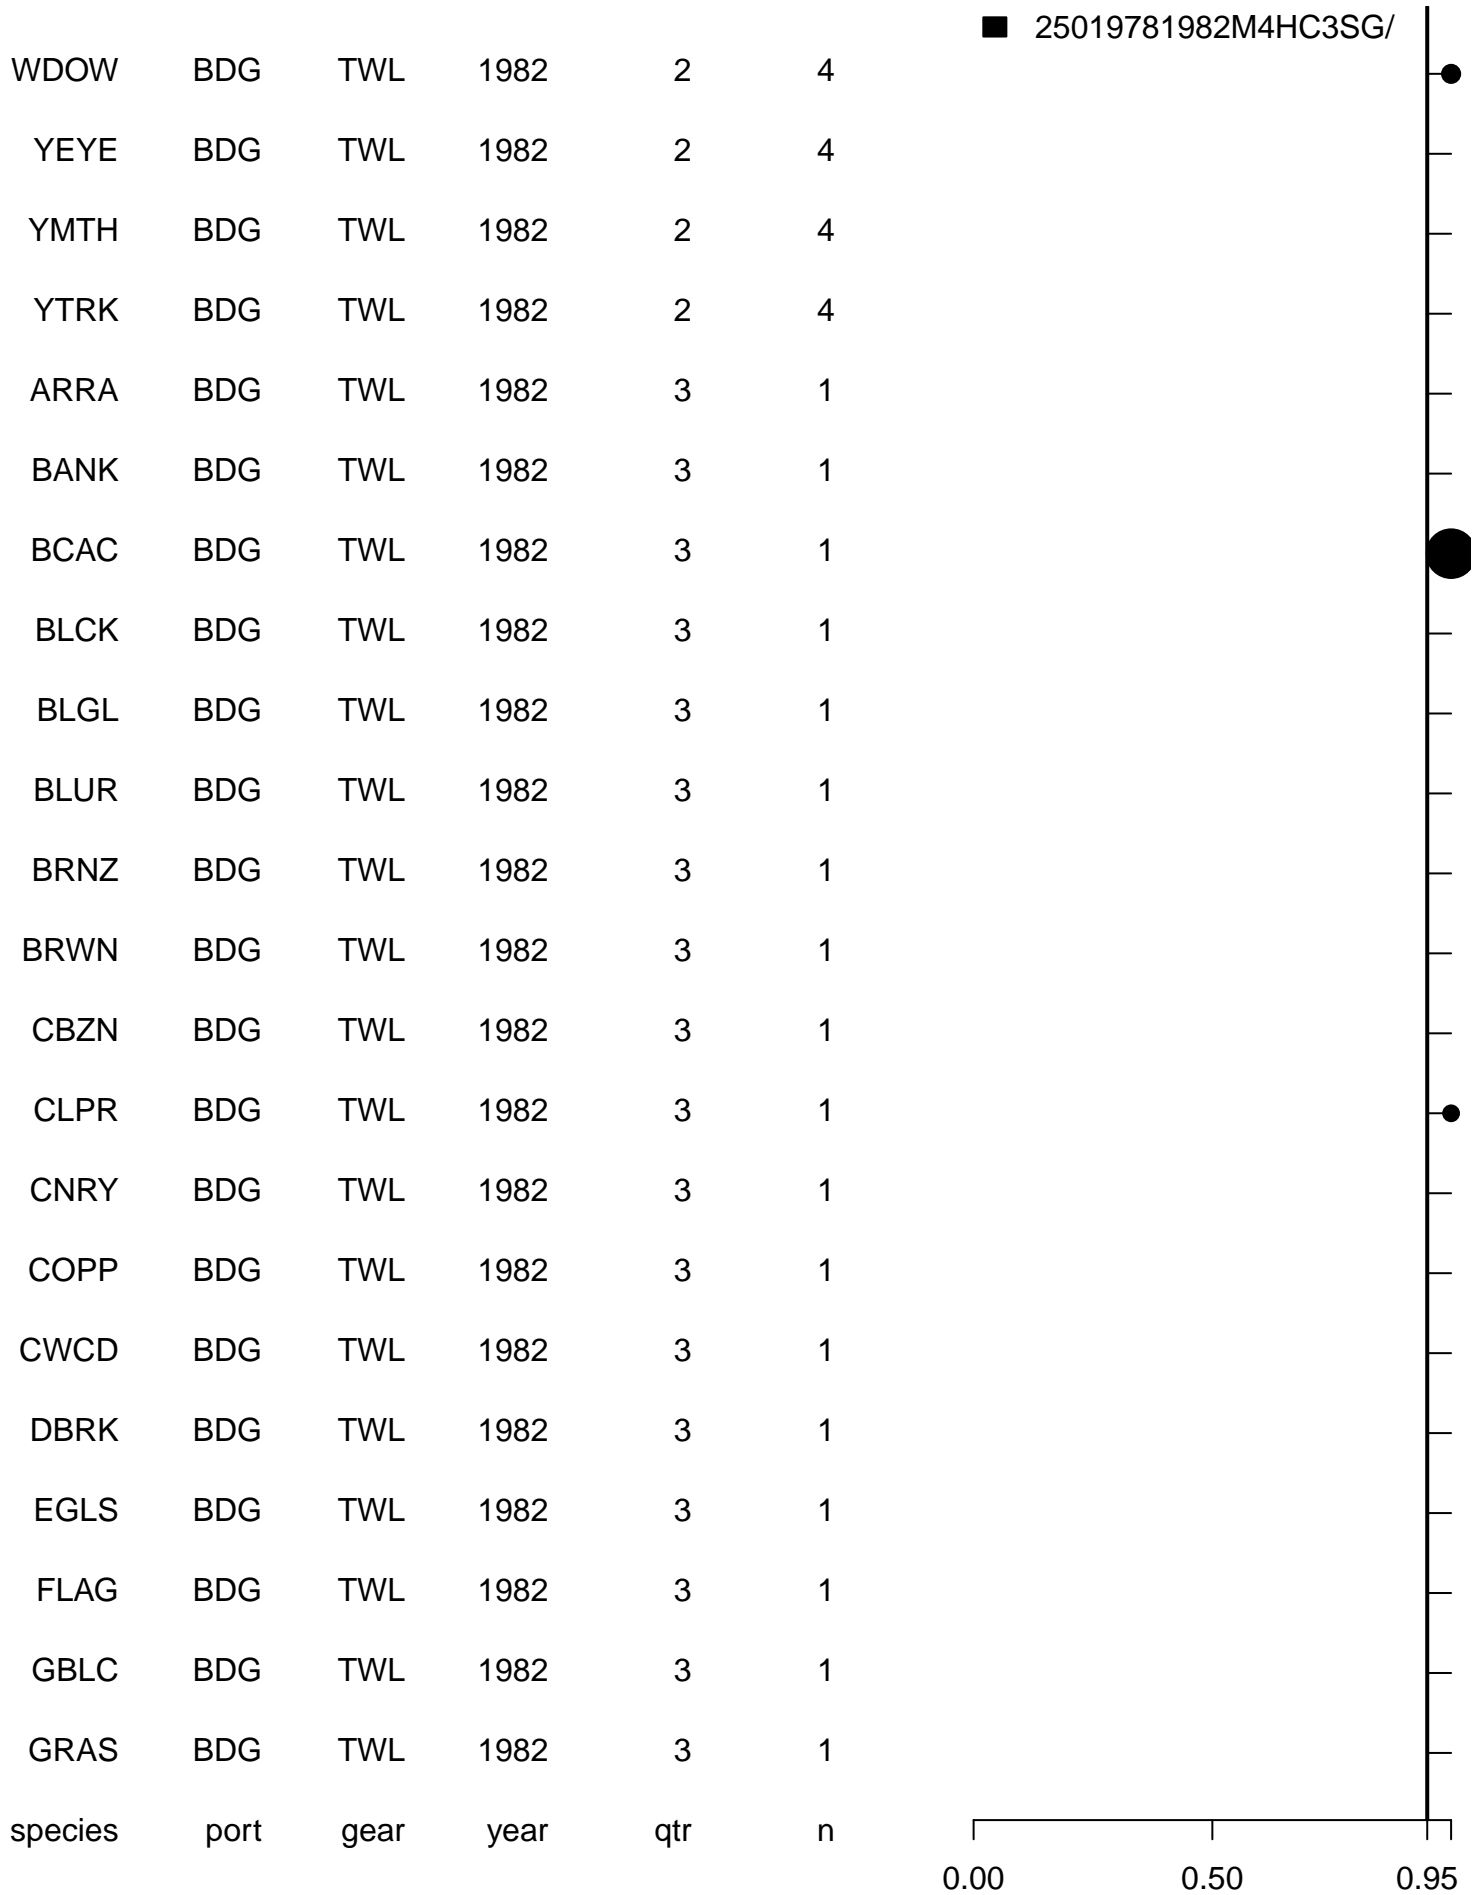 25019781982M4HC3SG/
WDOW BDG TWL 1982 2 4
YEYE BDG TWL 1982 2 4
YMTH BDG TWL 1982 2 4
YTRK BDG TWL 1982 2 4
ARRA BDG TWL 1982 3 1
BANK BDG TWL 1982 3 1
BCAC BDG TWL 1982 3 1
BLCK BDG TWL 1982 3 1
BLGL BDG TWL 1982 3 1
BLUR BDG TWL 1982 3 1
BRNZ BDG TWL 1982 3 1
BRWN BDG TWL 1982 3 1
CBZN BDG TWL 1982 3 1
CLPR BDG TWL 1982 3 1
CNRY BDG TWL 1982 3 1
COPP BDG TWL 1982 3 1
CWCD BDG TWL 1982 3 1
DBRK BDG TWL 1982 3 1
EGLS BDG TWL 1982 3 1
FLAG BDG TWL 1982 3 1
GBLC BDG TWL 1982 3 1
GRAS BDG TWL 1982 3 1
species port gear year qtr n
0.00 0.50 0.95